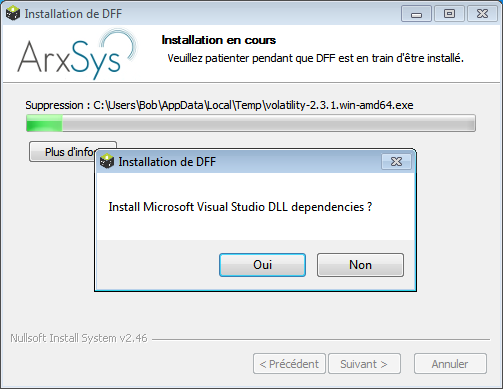 Installation de DFF
ArxSys
Installation en cours
Veuillez patienter pendant que DFF est en train d'être installé.
Suppression : C:\Users\Bob\AppData\Local\Temp\volatility-2.3.1.win-amd64.exe
Plus d'infor
Installation de DFF
Install Microsoft Visual Studio DLL dependencies ?
Oui Non
Nullsoft Install System v2.46
< Précédent Suivant > Annuler